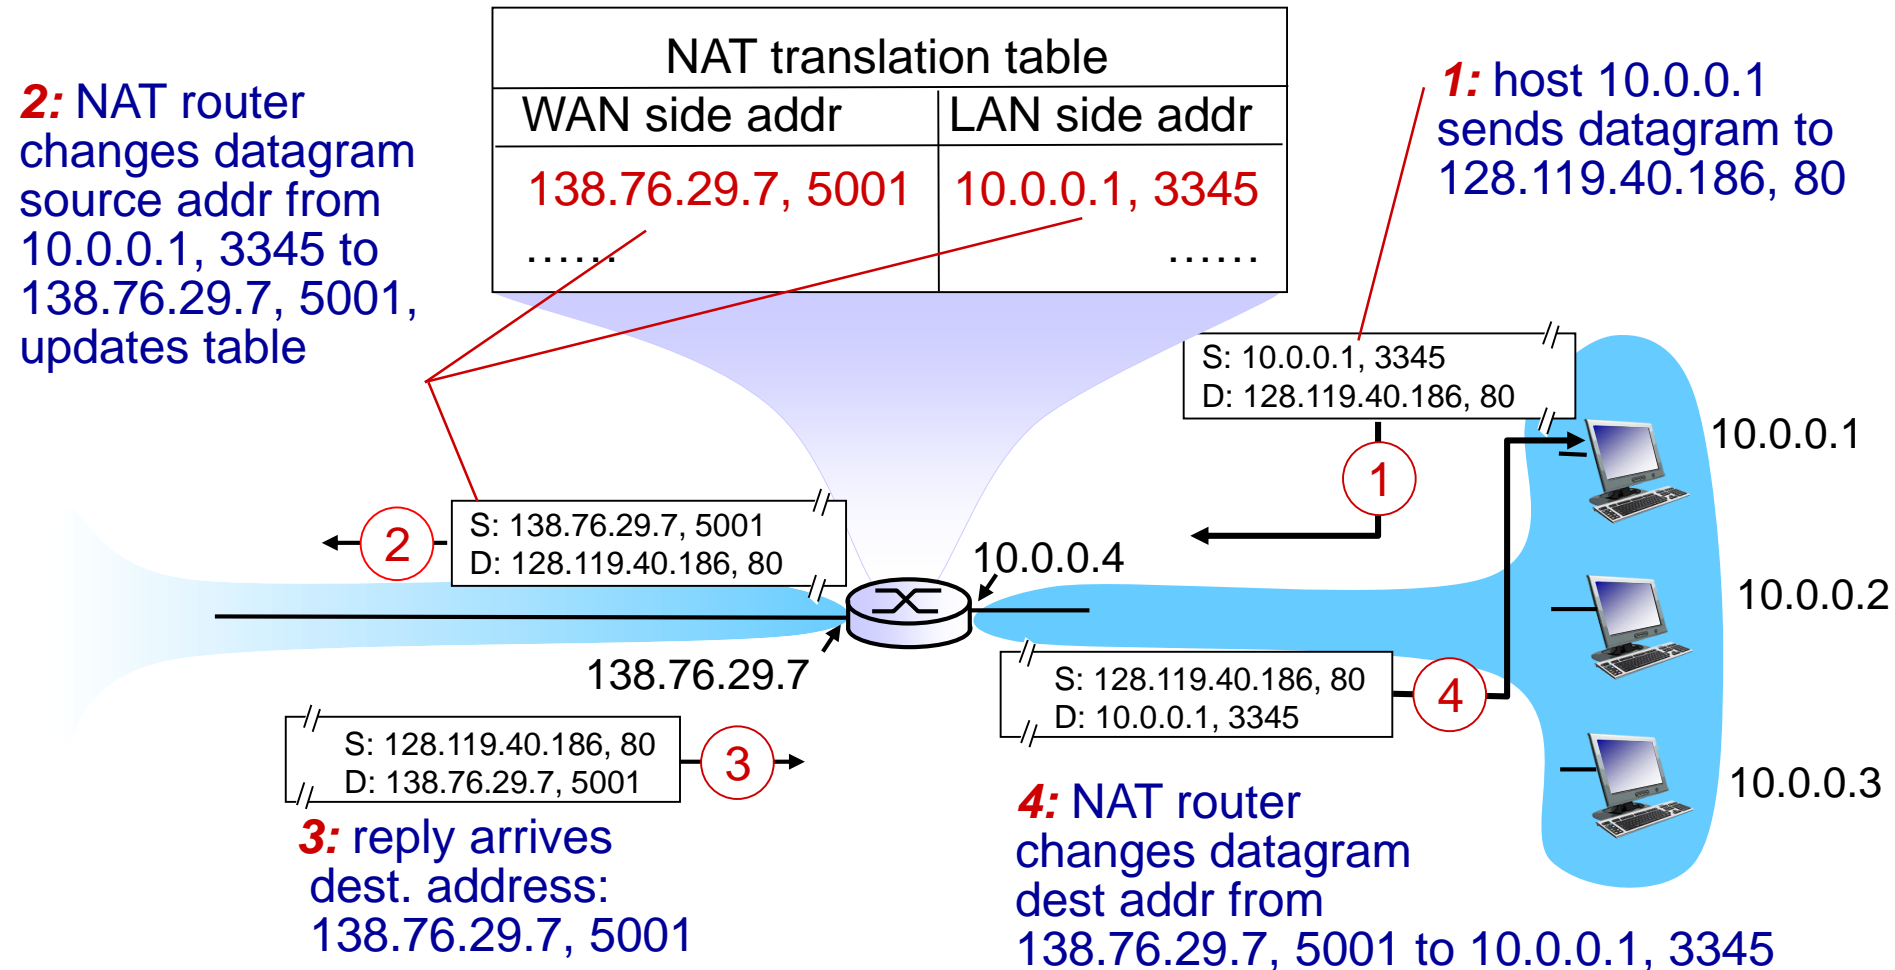 NAT translation table
WAN side addr LAN side addr
138.76.29.7, 5001 10.0.0.1, 3345
...... ......
2: NAT router
changes datagram
source addr from
10.0.0.1, 3345 to
138.76.29.7, 5001,
updates table
1: host 10.0.0.1
sends datagram to
128.119.40.186, 80
S: 10.0.0.1, 3345
D: 128.119.40.186, 80
1
10.0.0.1
2
S: 138.76.29.7, 5001
D: 128.119.40.186, 80
10.0.0.4
10.0.0.2
138.76.29.7
S: 128.119.40.186, 80
D: 10.0.0.1, 3345
4
S: 128.119.40.186, 80
D: 138.76.29.7, 5001
3
10.0.0.3
3: reply arrives
dest. address:
138.76.29.7, 5001
4: NAT router
changes datagram
dest addr from
138.76.29.7, 5001 to 10.0.0.1, 3345